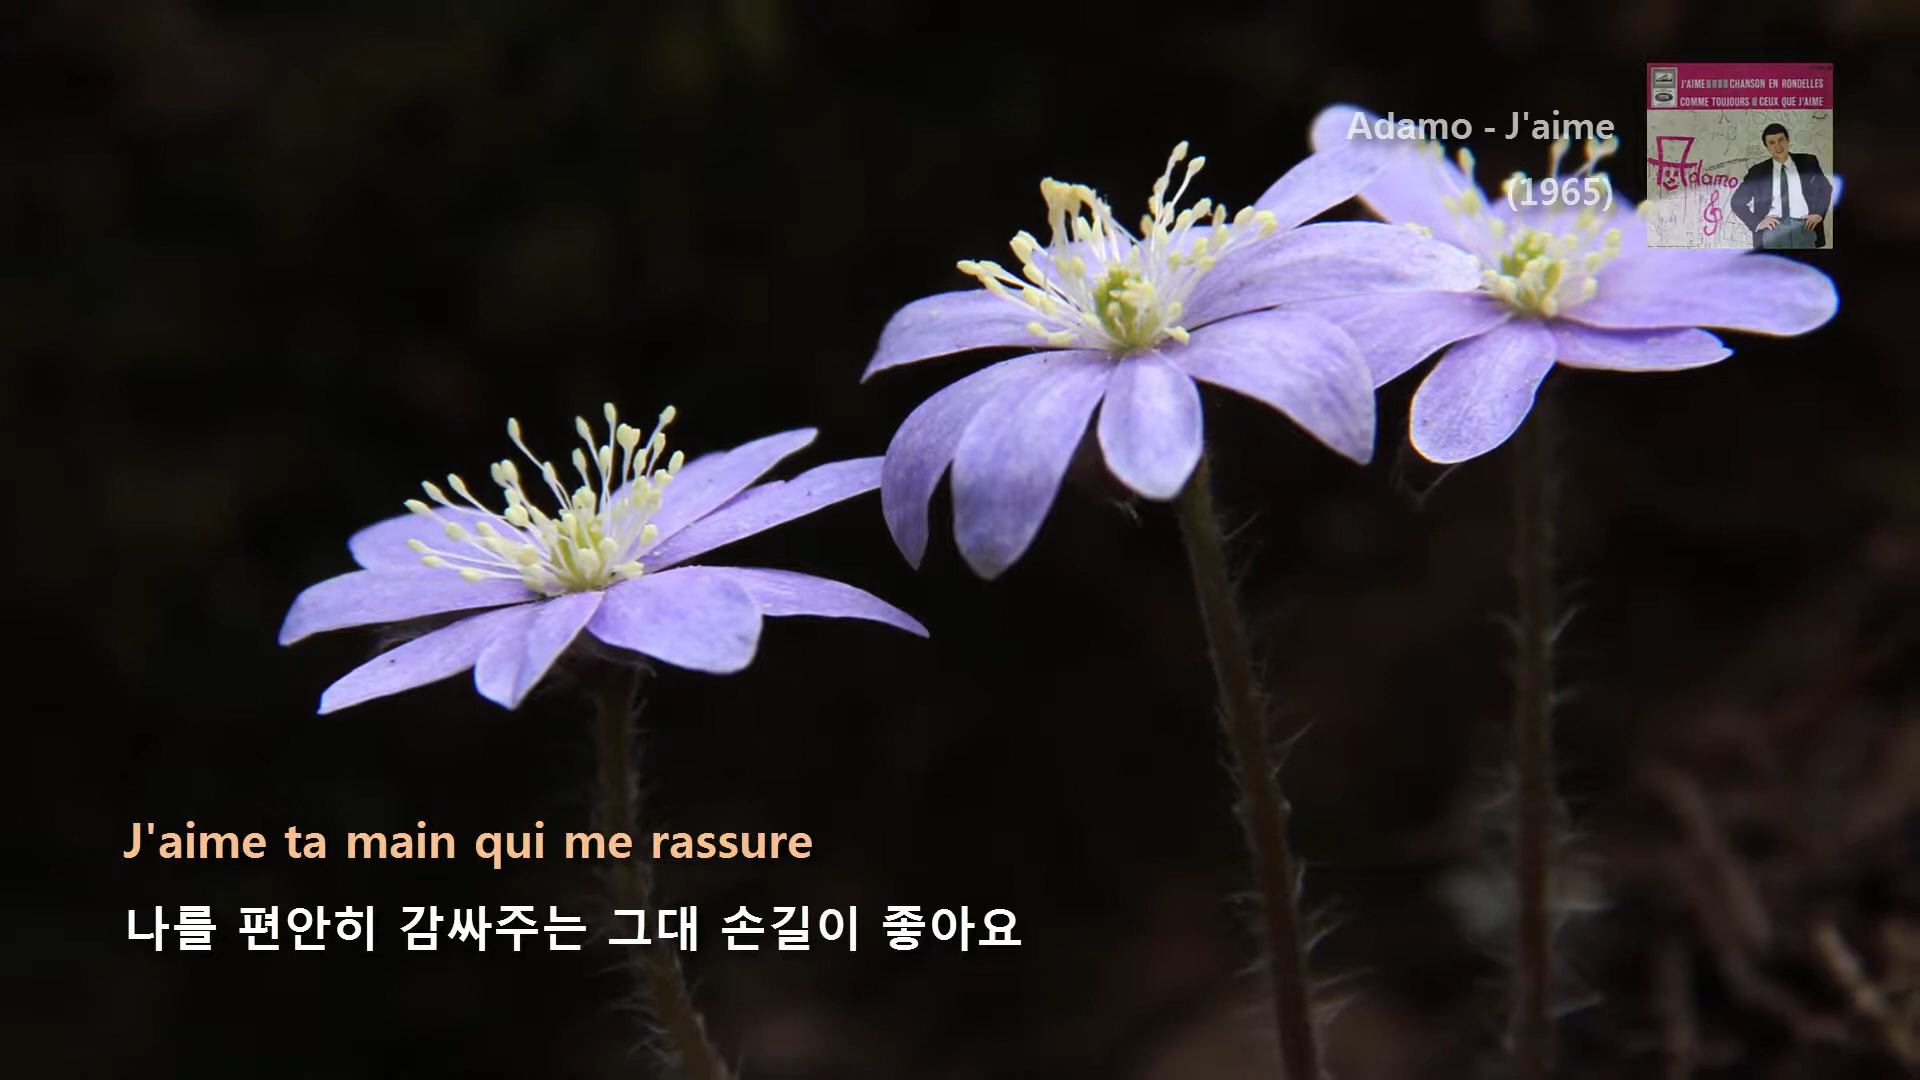 J'AIME CHANSON EN RONDELLES
COMME TOUJOURS CEUX QUE J'AIME
Adamo
Adamo - J'aime
(1965)
J'aime ta main qui me rassure
나를 편안히 감싸주는 그대 손길이 좋아요